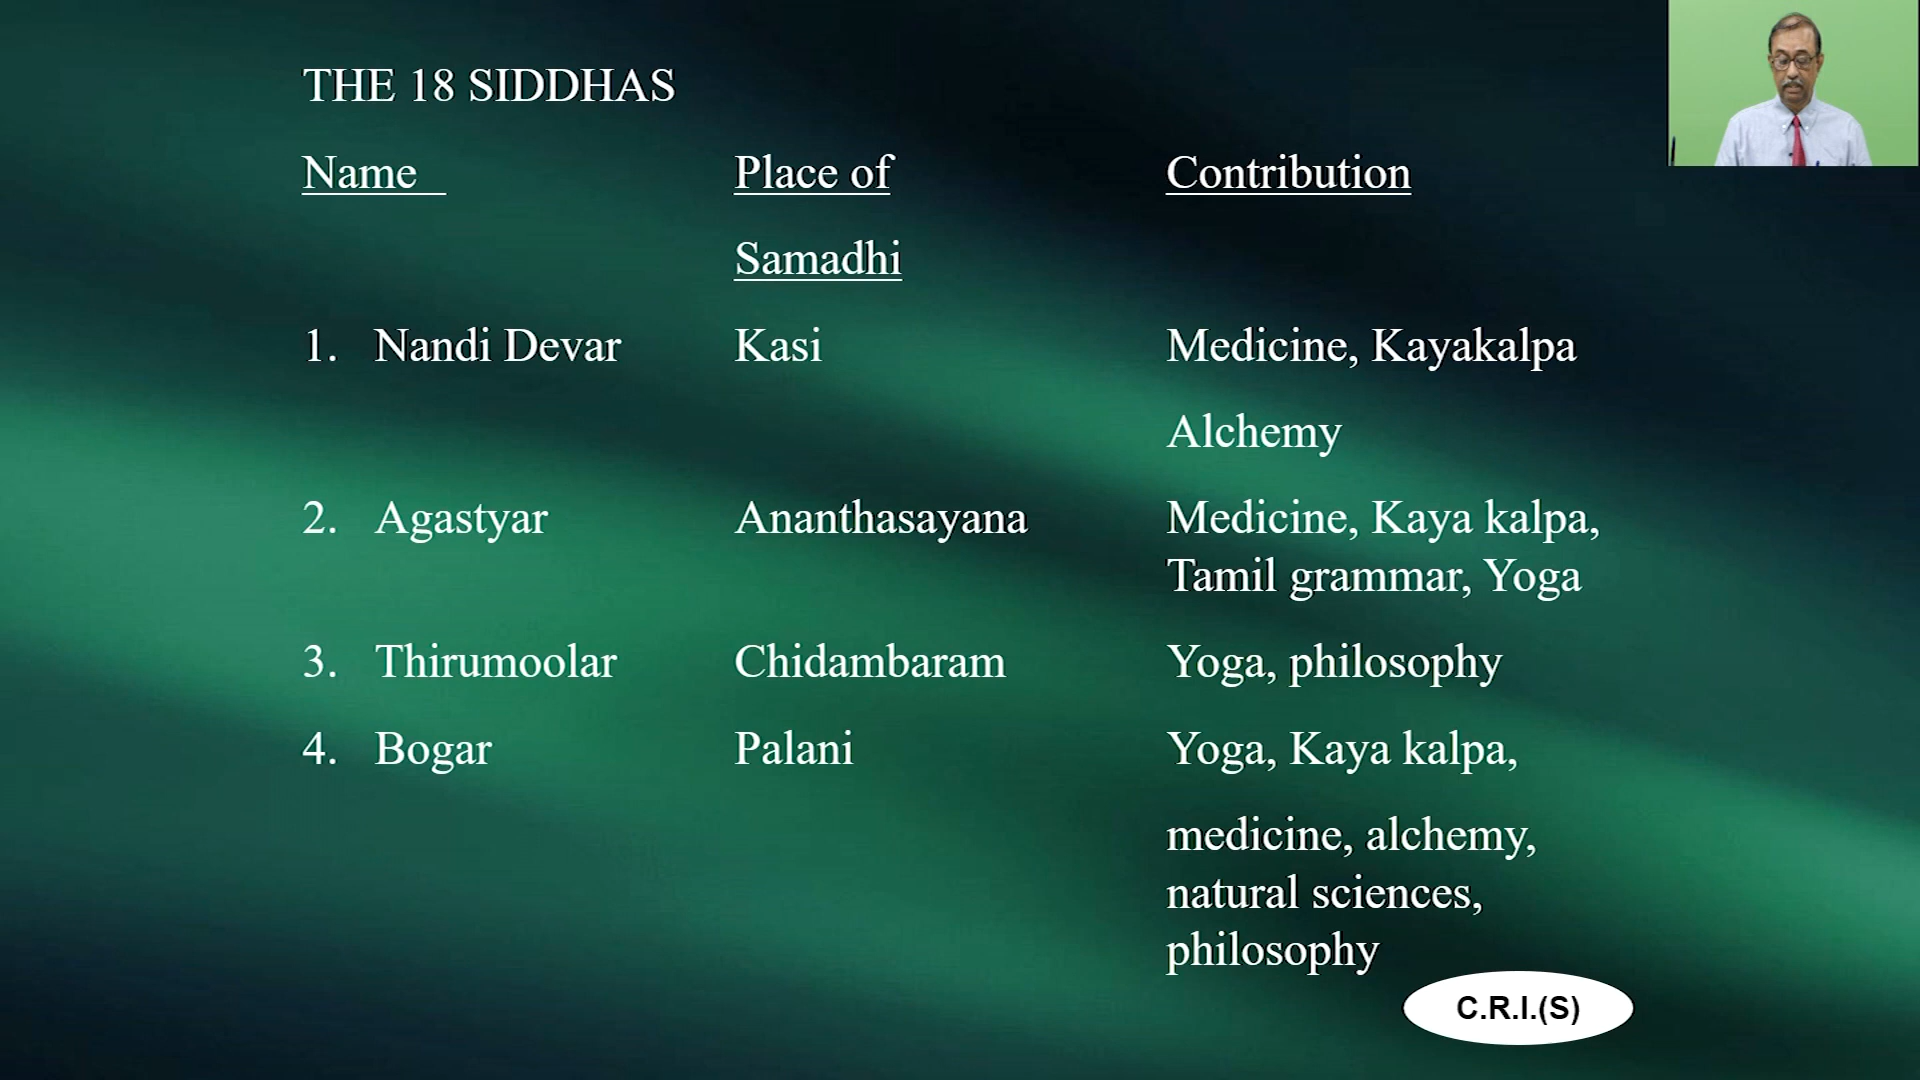 THE 18 SIDDHAS
Name Place of Contribution
Samadhi
1. Nandi Devar Kasi Medicine, Kayakalpa
Alchemy
2. Agastyar Ananthasayana Medicine, Kaya kalpa,
Tamil grammar, Yoga
3. Thirumoolar Chidambaram Yoga, philosophy
4. Bogar Palani Yoga, Kaya kalpa,
medicine, alchemy,
natural sciences,
philosophy
C.R.I.(S)